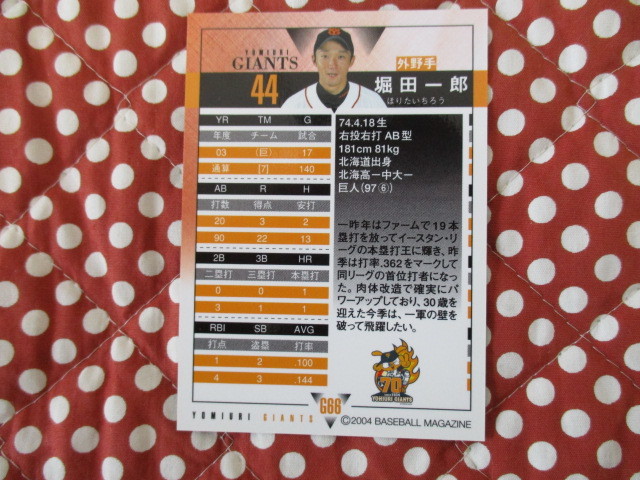 YOMIURI
GIANTS
44
外野手
堀田一郎
ほりたいちろう
YR TM G
年度 チーム 試合
03 (巨) 17
通算 [7] 140
AB R H
打数 得点 安打
20 3 2
90 22 13
2B 3B HR
二塁打 三塁打 本塁打
0 0 1
3 1 1
RBI SB AVG
打点 盗塁 打率
1 2 .100
4 3 .144
74.4.18生
右投右打 AB型
181cm 81kg
北海道出身
北海高ー中大ー
巨人(97⑥)
一昨年はファームで19本
塁打を放ってイースタン・リ
ーグの本塁打王に輝き、昨
季は打率.362をマークして
同リーグの首位打者になっ
た。肉体改造で確実にパ
ワーアップしており、30歳を
迎えた今季は、一軍の壁を
破って飛躍したい。
70
YOMIURI GIANTS
G66
YOMIURI GIANTS
©2004 BASEBALL MAGAZINE